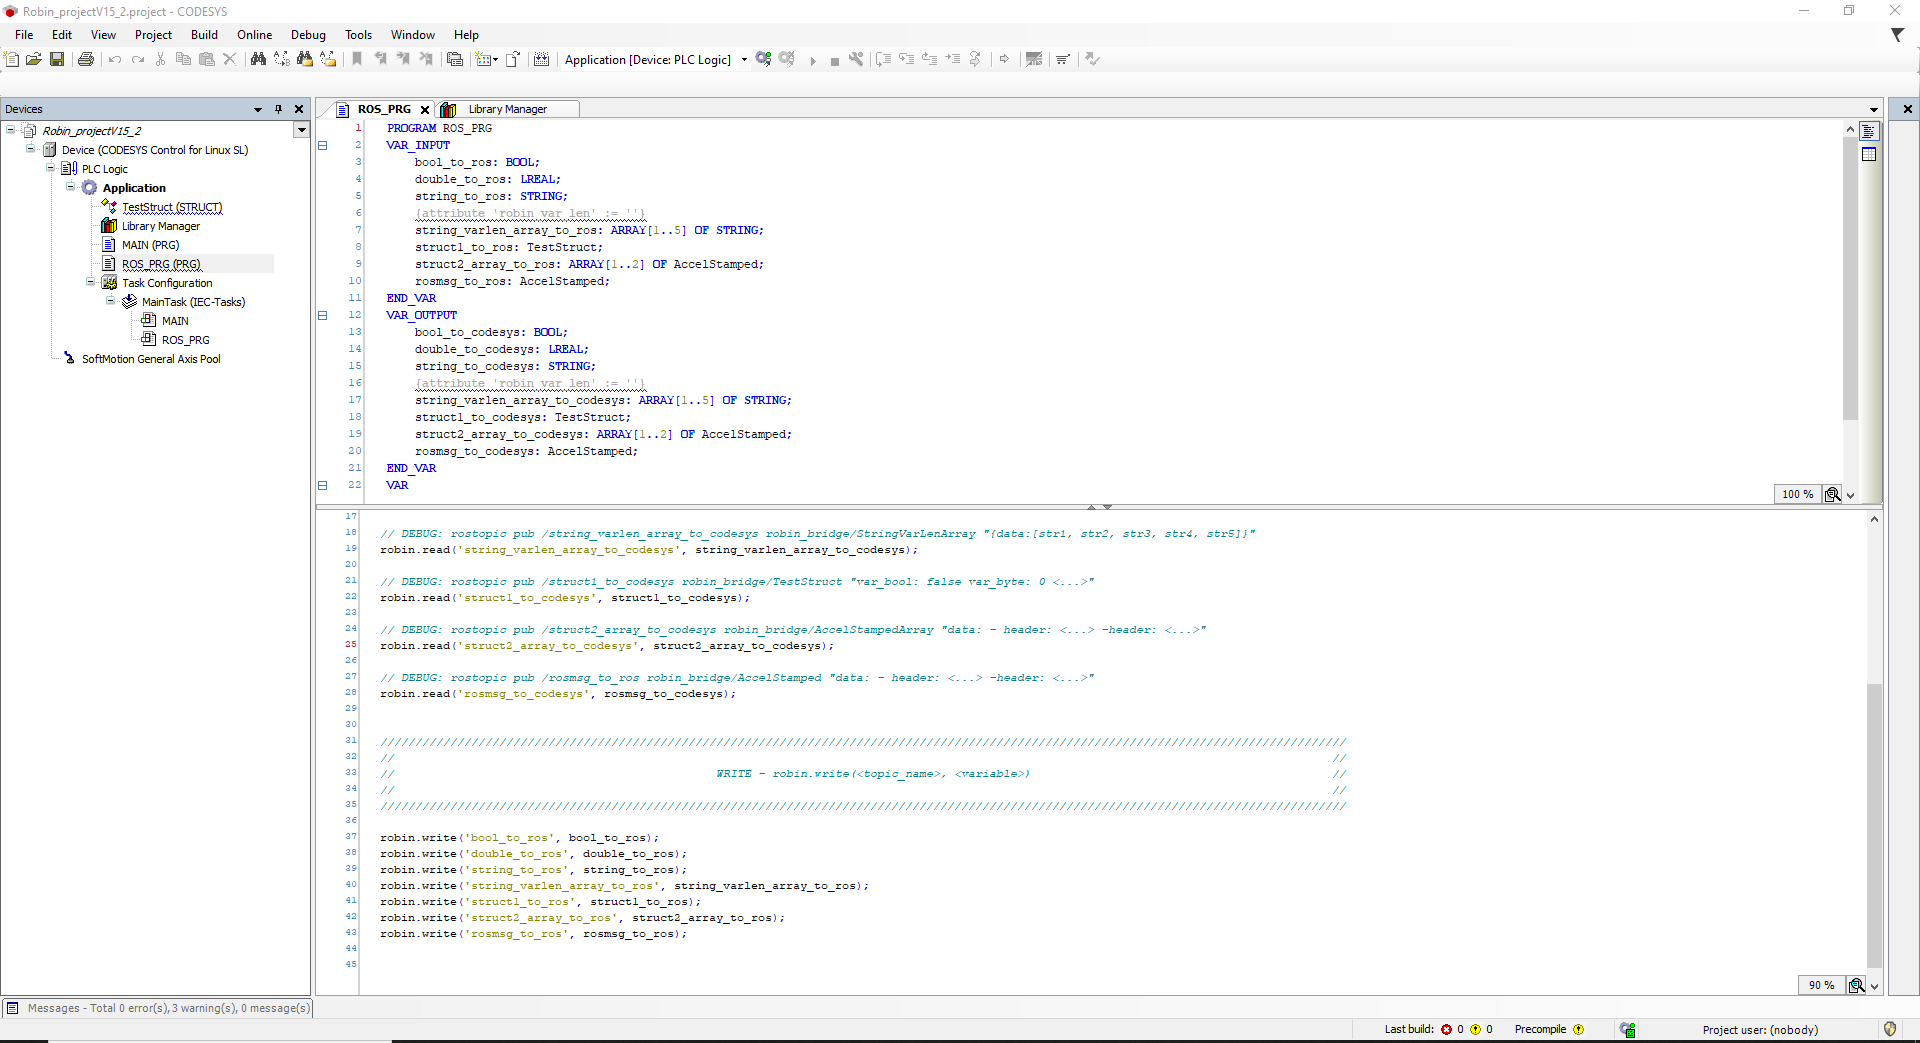 Robin_projectV15_2.project - CODESYS
File Edit View Project Build Online Debug Tools Window Help
Application [Device: PLC Logic]
Devices
Robin_projectV15_2
Device (CODESYS Control for Linux SL)
PLC Logic
Application
TestStruct (STRUCT)
Library Manager
MAIN (PRG)
ROS_PRG (PRG)
Task Configuration
MainTask (IEC-Tasks)
MAIN
ROS_PRG
SoftMotion General Axis Pool
ROS_PRG Library Manager
1 PROGRAM ROS_PRG
2 VAR_INPUT
3 bool_to_ros: BOOL;
4 double_to_ros: LREAL;
5 string_to_ros: STRING;
6 {attribute 'robin_var_len' := ''}
7 string_varlen_array_to_ros: ARRAY[1..5] OF STRING;
8 struct1_to_ros: TestStruct;
9 struct2_array_to_ros: ARRAY[1..2] OF AccelStamped;
10 rosmsg_to_ros: AccelStamped;
11 END_VAR
12 VAR_OUTPUT
13 bool_to_codesys: BOOL;
14 double_to_codesys: LREAL;
15 string_to_codesys: STRING;
16 {attribute 'robin_var_len' := ''}
17 string_varlen_array_to_codesys: ARRAY[1..5] OF STRING;
18 struct1_to_codesys: TestStruct;
19 struct2_array_to_codesys: ARRAY[1..2] OF AccelStamped;
20 rosmsg_to_codesys: AccelStamped;
21 END_VAR
22 VAR
100 %
17
18 // DEBUG: rostopic pub /string_varlen_array_to_codesys robin_bridge/StringVarLenArray "{data:[str1, str2, str3, str4, str5]}"
19 robin.read('string_varlen_array_to_codesys', string_varlen_array_to_codesys);
20
21 // DEBUG: rostopic pub /struct1_to_codesys robin_bridge/TestStruct "var_bool: false var_byte: 0 <...>"
22 robin.read('struct1_to_codesys', struct1_to_codesys);
23
24 // DEBUG: rostopic pub /struct2_array_to_codesys robin_bridge/AccelStampedArray "data: - header: <...> -header: <...>"
25 robin.read('struct2_array_to_codesys', struct2_array_to_codesys);
26
27 // DEBUG: rostopic pub /rosmsg_to_ros robin_bridge/AccelStamped "data: - header: <...> -header: <...>"
28 robin.read('rosmsg_to_codesys', rosmsg_to_codesys);
29
30
31 //////////////////////////////////////////////////////////////////////////////////////////////////////////////////////////////////////////
32 // //
33 // WRITE - robin.write(<topic_name>, <variable>) //
34 // //
35 //////////////////////////////////////////////////////////////////////////////////////////////////////////////////////////////////////////
36
37 robin.write('bool_to_ros', bool_to_ros);
38 robin.write('double_to_ros', double_to_ros);
39 robin.write('string_to_ros', string_to_ros);
40 robin.write('string_varlen_array_to_ros', string_varlen_array_to_ros);
41 robin.write('struct1_to_ros', struct1_to_ros);
42 robin.write('struct2_array_to_ros', struct2_array_to_ros);
43 robin.write('rosmsg_to_ros', rosmsg_to_ros);
44
45
90 %
Messages - Total 0 error(s), 3 warning(s), 0 message(s)
Last build: 0 0 Precompile Project user: (nobody)